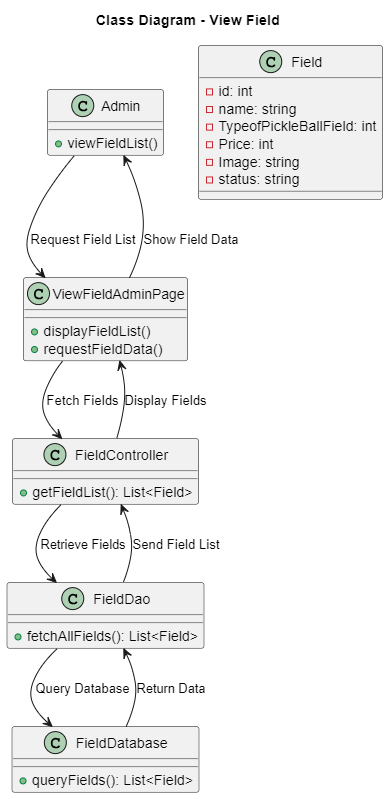 Class Diagram - View Field
C Admin
viewFieldList()
C Field
id: int
name: string
TypeofPickleBallField: int
Price: int
Image: string
status: string
Request Field List
Show Field Data
C ViewFieldAdminPage
displayFieldList()
requestFieldData()
Fetch Fields
Display Fields
C FieldController
getFieldList(): List<Field>
Retrieve Fields
Send Field List
C FieldDao
fetchAllFields(): List<Field>
Query Database
Return Data
C FieldDatabase
queryFields(): List<Field>